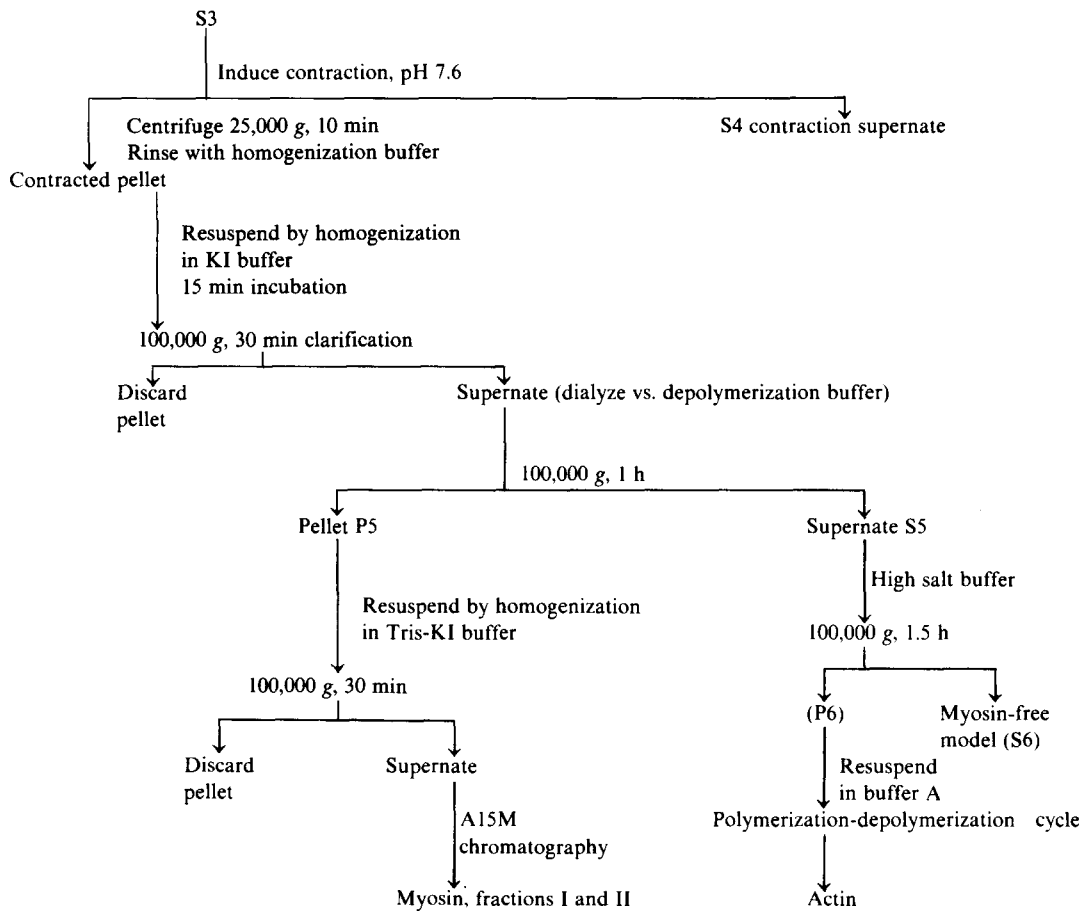 S3
Induce contraction, pH 7.6
Centrifuge 25,000 g, 10 min
Rinse with homogenization buffer
S4 contraction supernate
Contracted pellet
Resuspend by homogenization
in KI buffer
15 min incubation
100,000 g, 30 min clarification
Discard
pellet
Supernate (dialyze vs. depolymerization buffer)
100,000 g, 1 h
Pellet P5
Supernate S5
High salt buffer
Resuspend by homogenization
in Tris-KI buffer
100,000 g, 1.5 h
100,000 g, 30 min
(P6)
Myosin-free
model (S6)
Discard
pellet
Supernate
Resuspend
in buffer A
Polymerization-depolymerization cycle
A15M
chromatography
Myosin, fractions I and II
Actin